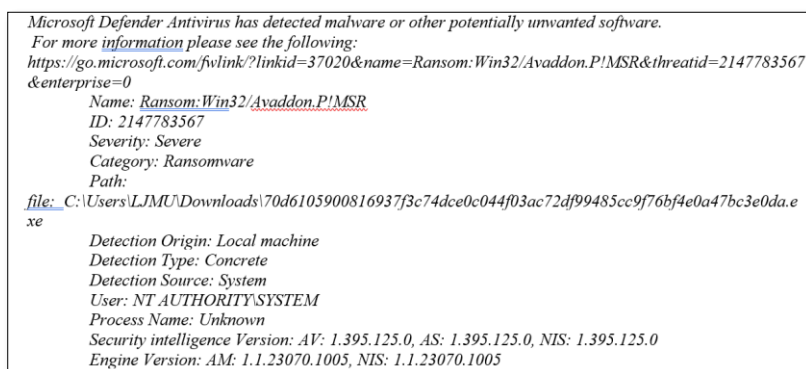 Microsoft Defender Antivirus has detected malware or other potentially unwanted software.
For more information please see the following:
https://go.microsoft.com/fwlink/?linkid=37020&name=Ransom:Win32/Avaddon.P!MSR&threatid=2147783567
&enterprise=0
Name: Ransom:Win32/Avaddon.P!MSR
ID: 2147783567
Severity: Severe
Category: Ransomware
Path:
file:_C:\Users\LJMU\Downloads\70d6105900816937f3c74dce0c044f03ac72df99485cc9f76bf4e0a47bc3e0da.e
xe
Detection Origin: Local machine
Detection Type: Concrete
Detection Source: System
User: NT AUTHORITY\SYSTEM
Process Name: Unknown
Security intelligence Version: AV: 1.395.125.0, AS: 1.395.125.0, NIS: 1.395.125.0
Engine Version: AM: 1.1.23070.1005, NIS: 1.1.23070.1005